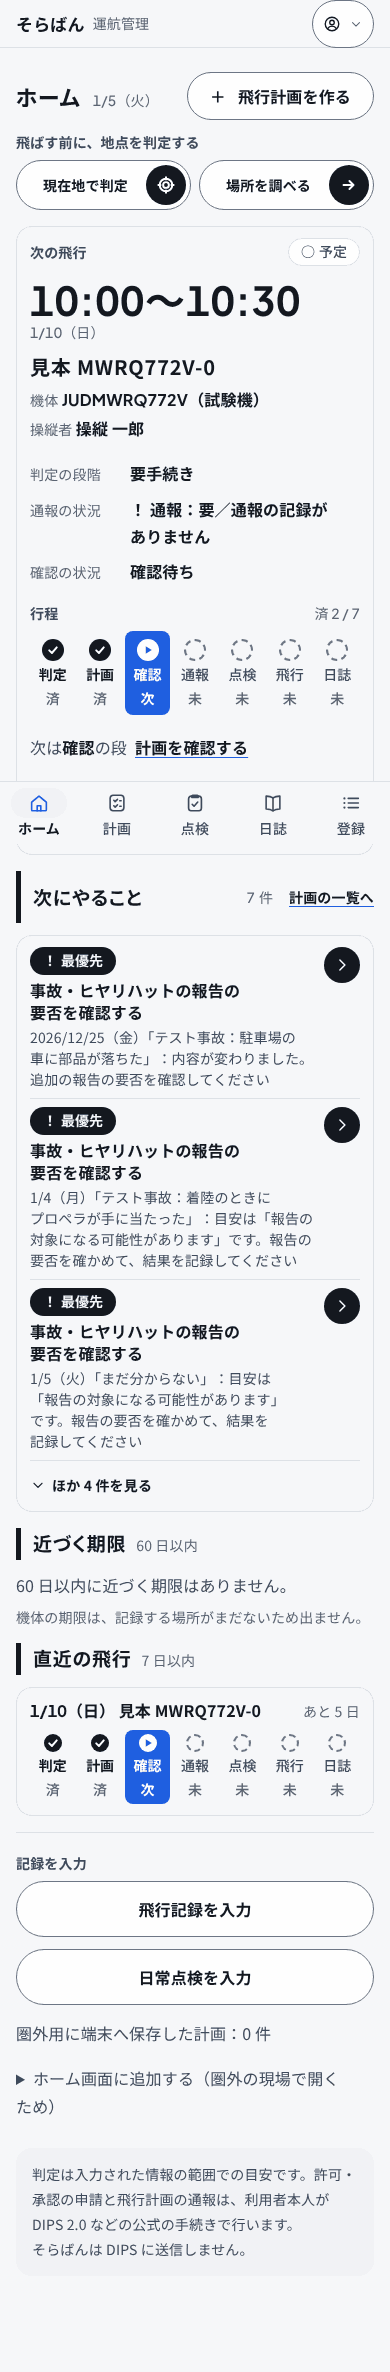 そらばん 運航管理
ホーム 1/5（火）
＋ 飛行計画を作る
飛ばす前に、地点を判定する
現在地で判定
場所を調べる
次の飛行
予定
10:00〜10:30
1/10（日）
見本 MWRQ772V-0
機体 JUDMWRQ772V（試験機）
操縦者 操縦 一郎
判定の段階 要手続き
通報の状況 ！ 通報：要／通報の記録が
ありません
確認の状況 確認待ち
行程 済 2 / 7
判定 計画 確認 通報 点検 飛行 日誌
済 済 次 未 未 未 未
次は確認の段 計画を確認する
ホーム 計画 点検 日誌 登録
次にやること 7 件 計画の一覧へ
！ 最優先
事故・ヒヤリハットの報告の
要否を確認する
2026/12/25（金）「テスト事故：駐車場の
車に部品が落ちた」：内容が変わりました。
追加の報告の要否を確認してください
！ 最優先
事故・ヒヤリハットの報告の
要否を確認する
1/4（月）「テスト事故：着陸のときに
プロペラが手に当たった」：目安は「報告の
対象になる可能性があります」です。報告の
要否を確かめて、結果を記録してください
！ 最優先
事故・ヒヤリハットの報告の
要否を確認する
1/5（火）「まだ分からない」：目安は
「報告の対象になる可能性があります」
です。報告の要否を確かめて、結果を
記録してください
ほか 4 件を見る
近づく期限 60 日以内
60 日以内に近づく期限はありません。
機体の期限は、記録する場所がまだないため出ません。
直近の飛行 7 日以内
1/10（日） 見本 MWRQ772V-0 あと 5 日
判定 計画 確認 通報 点検 飛行 日誌
済 済 次 未 未 未 未
記録を入力
飛行記録を入力
日常点検を入力
圏外用に端末へ保存した計画：0 件
▶ ホーム画面に追加する（圏外の現場で開く
ため）
判定は入力された情報の範囲での目安です。許可・
承認の申請と飛行計画の通報は、利用者本人が
DIPS 2.0 などの公式の手続きで行います。
そらばんは DIPS に送信しません。